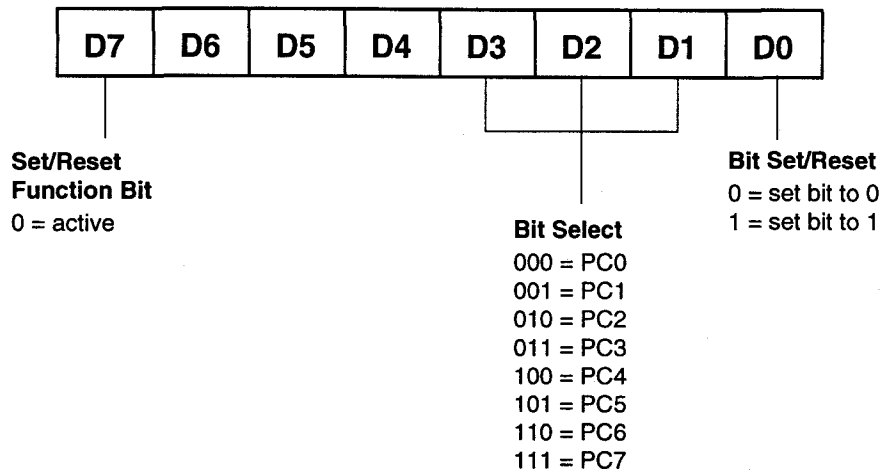 D7 D6 D5 D4 D3 D2 D1 D0
Set/Reset
Function Bit
0 = active
Bit Select
000 = PC0
001 = PC1
010 = PC2
011 = PC3
100 = PC4
101 = PC5
110 = PC6
111 = PC7
Bit Set/Reset
0 = set bit to 0
1 = set bit to 1